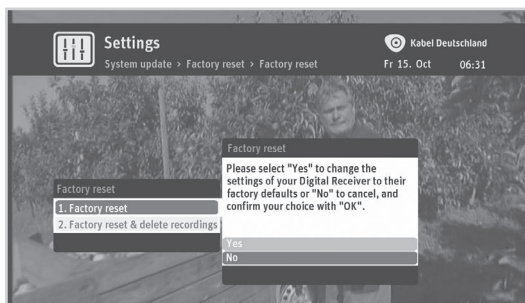 Settings
Kabel Deutschland
System update > Factory reset > Factory reset
Fr 15. Oct 06:31
Factory reset
1. Factory reset
2. Factory reset & delete recordings
Factory reset
Please select "Yes" to change the
settings of your Digital Receiver to their
factory defaults or "No" to cancel, and
confirm your choice with "OK".
Yes
No